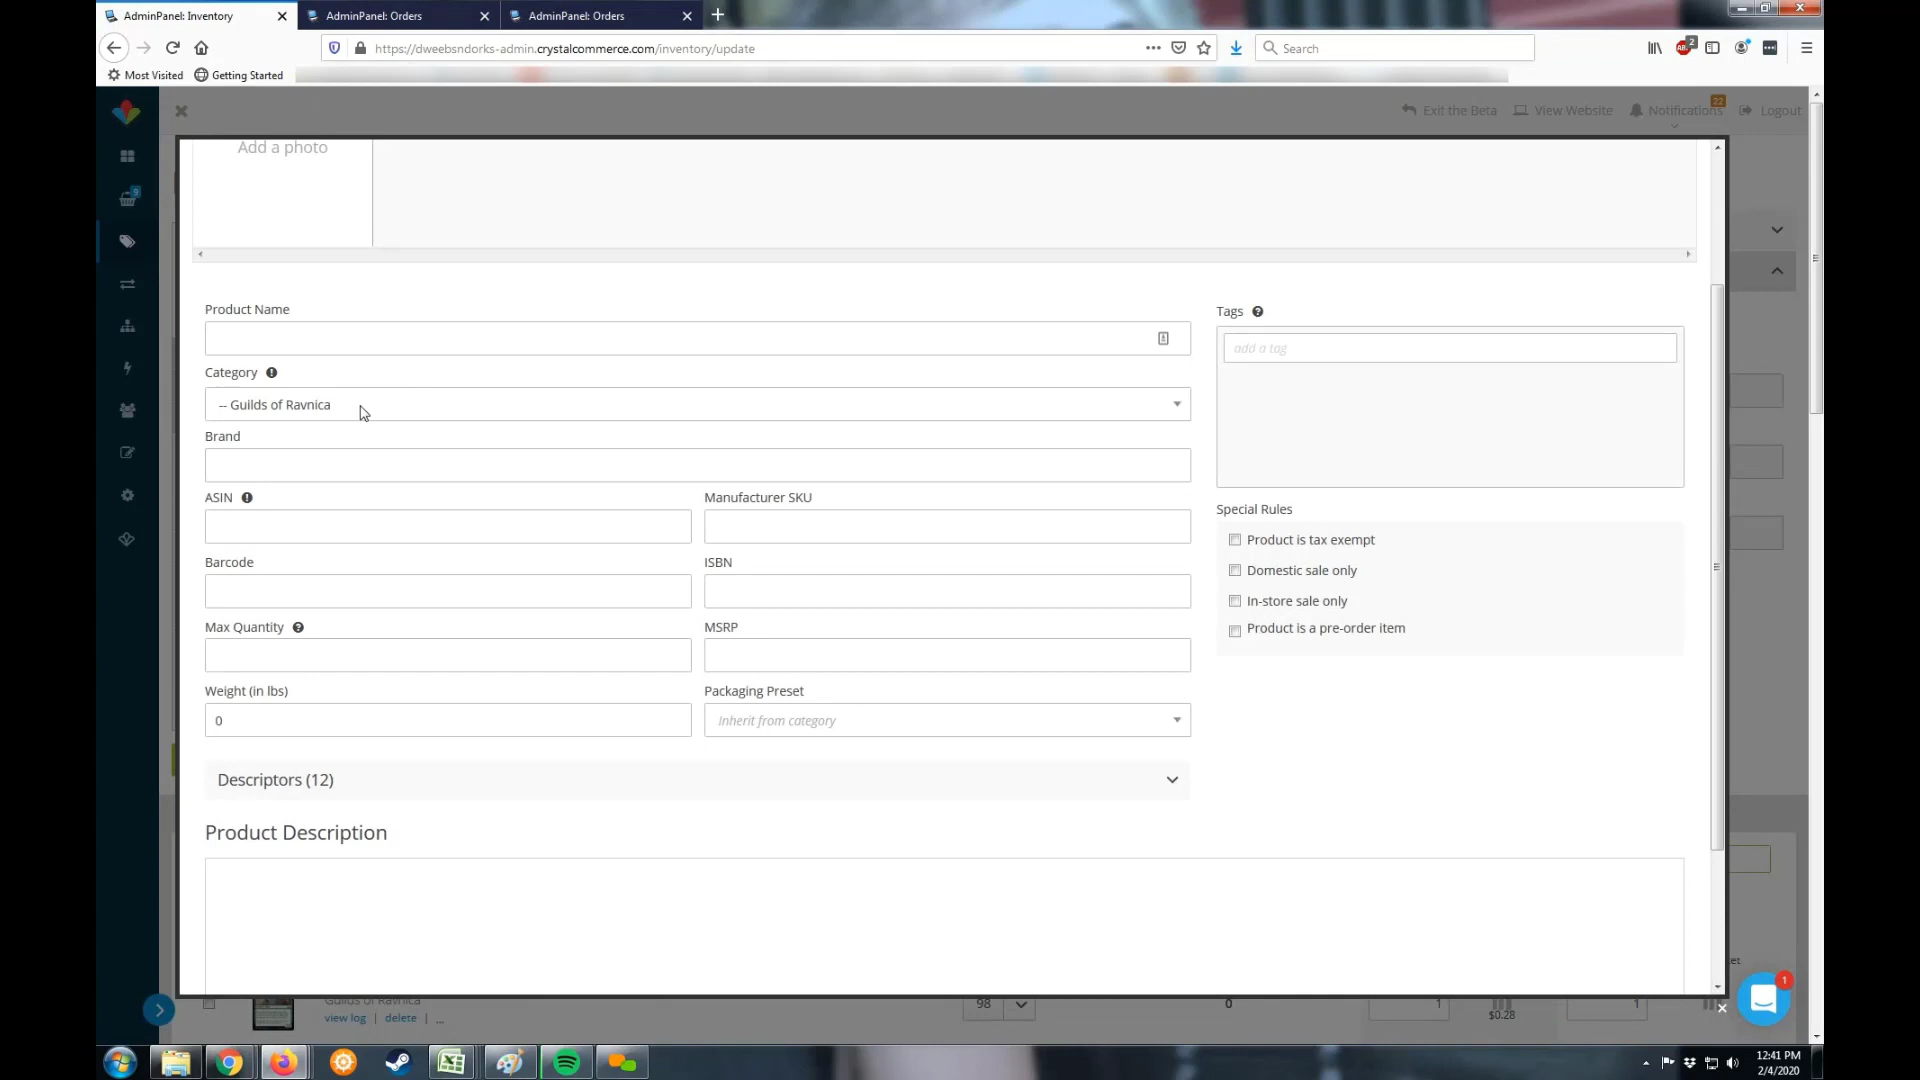 AdminPanel: Inventory
AdminPanel: Orders
AdminPanel: Orders
https://dweebsndorks-admin.crystalcommerce.com/inventory/update
Search
2
Most Visited
Getting Started
Exit the Beta
View Website
Notifications
22
Logout
9
Add a photo
Product Name
Category
-- Guilds of Ravnica
Brand
ASIN
Manufacturer SKU
Barcode
ISBN
Max Quantity
MSRP
Weight (in lbs)
0
Packaging Preset
Inherit from category
Descriptors (12)
Product Description
Tags
add a tag
Special Rules
Product is tax exempt
Domestic sale only
In-store sale only
Product is a pre-order item
Guilds of Ravnica
view log | delete | ...
98
0
1
$0.28
1
1
12:41 PM
2/4/2020